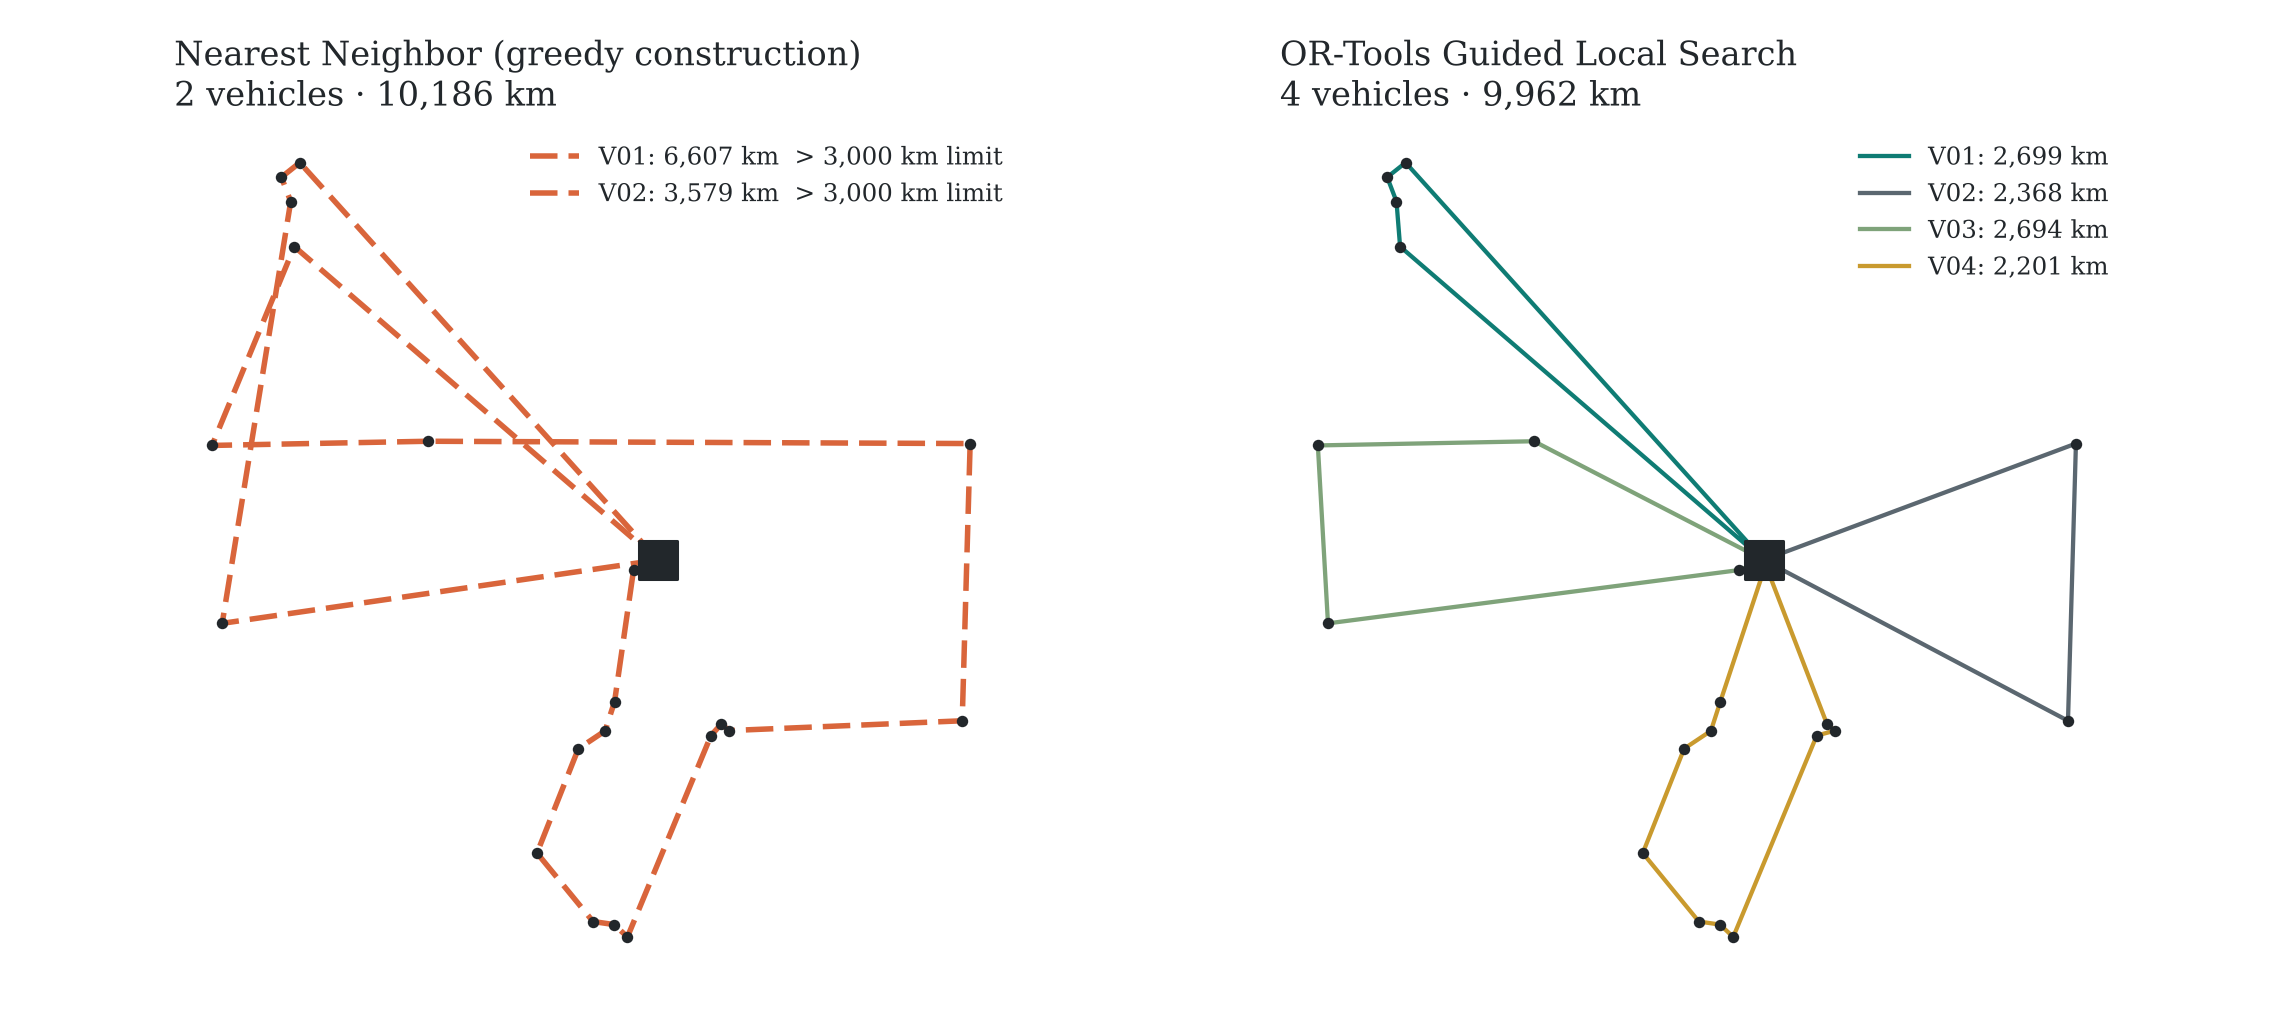 Nearest Neighbor (greedy construction)
2 vehicles · 10,186 km
V01: 6,607 km  > 3,000 km limit
V02: 3,579 km  > 3,000 km limit
OR-Tools Guided Local Search
4 vehicles · 9,962 km
V01: 2,699 km
V02: 2,368 km
V03: 2,694 km
V04: 2,201 km